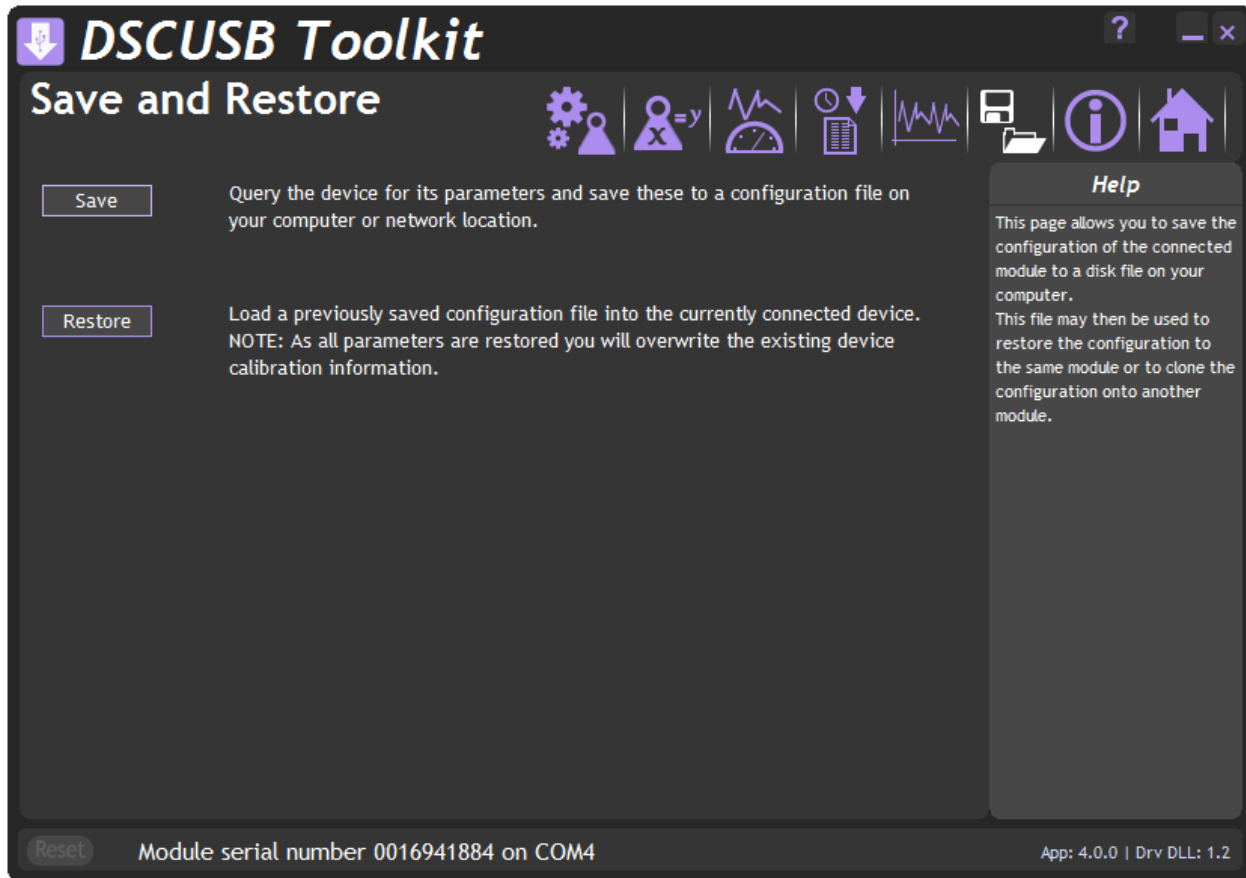 DSCUSB Toolkit
?
Save and Restore
x =y
Save
Query the device for its parameters and save these to a configuration file on
your computer or network location.
Restore
Load a previously saved configuration file into the currently connected device.
NOTE: As all parameters are restored you will overwrite the existing device
calibration information.
Help
This page allows you to save the
configuration of the connected
module to a disk file on your
computer.
This file may then be used to
restore the configuration to
the same module or to clone the
configuration onto another
module.
Reset
Module serial number 0016941884 on COM4
App: 4.0.0 | Drv DLL: 1.2